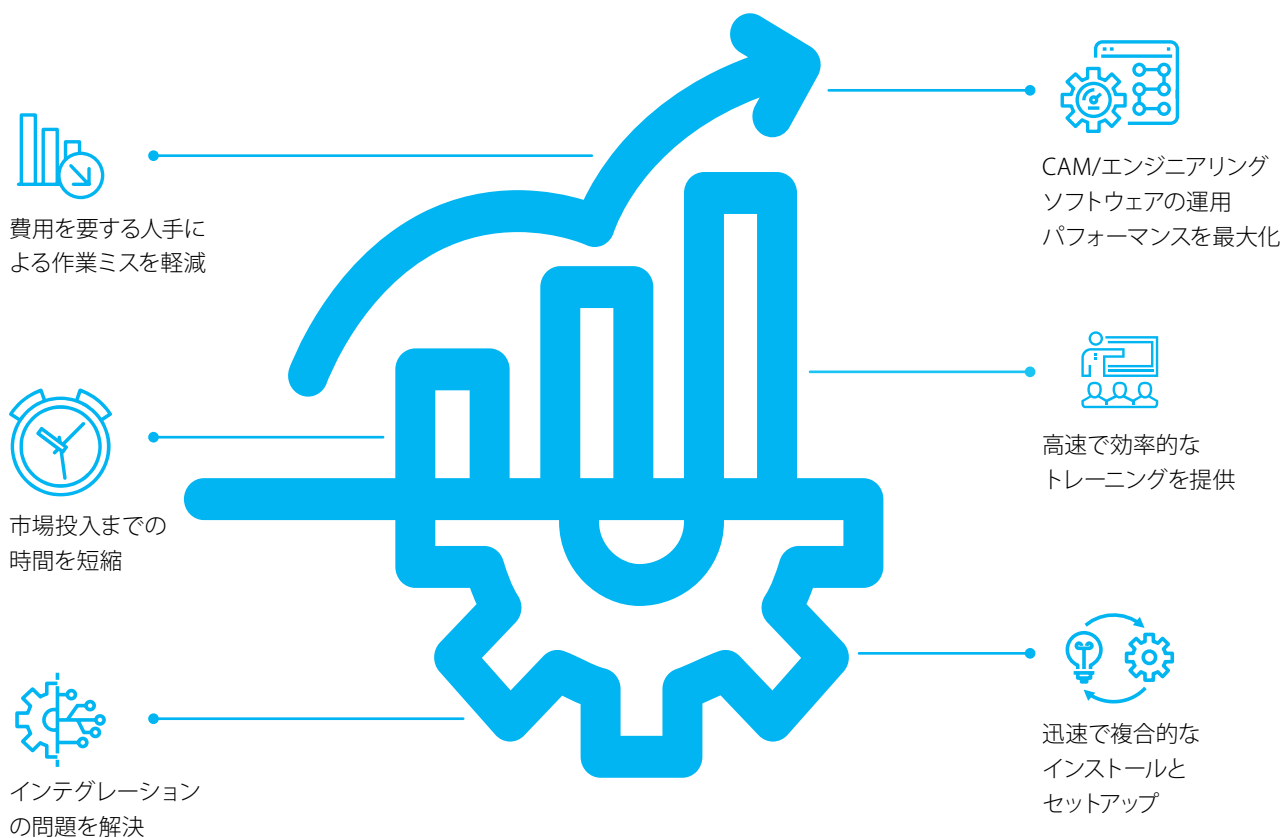 費用を要する人手に
よる作業ミスを軽減
市場投入までの
時間を短縮
インテグレーション
の問題を解決
CAM/エンジニアリング
ソフトウェアの運用
パフォーマンスを最大化
高速で効率的な
トレーニングを提供
迅速で複合的な
インストールと
セットアップ